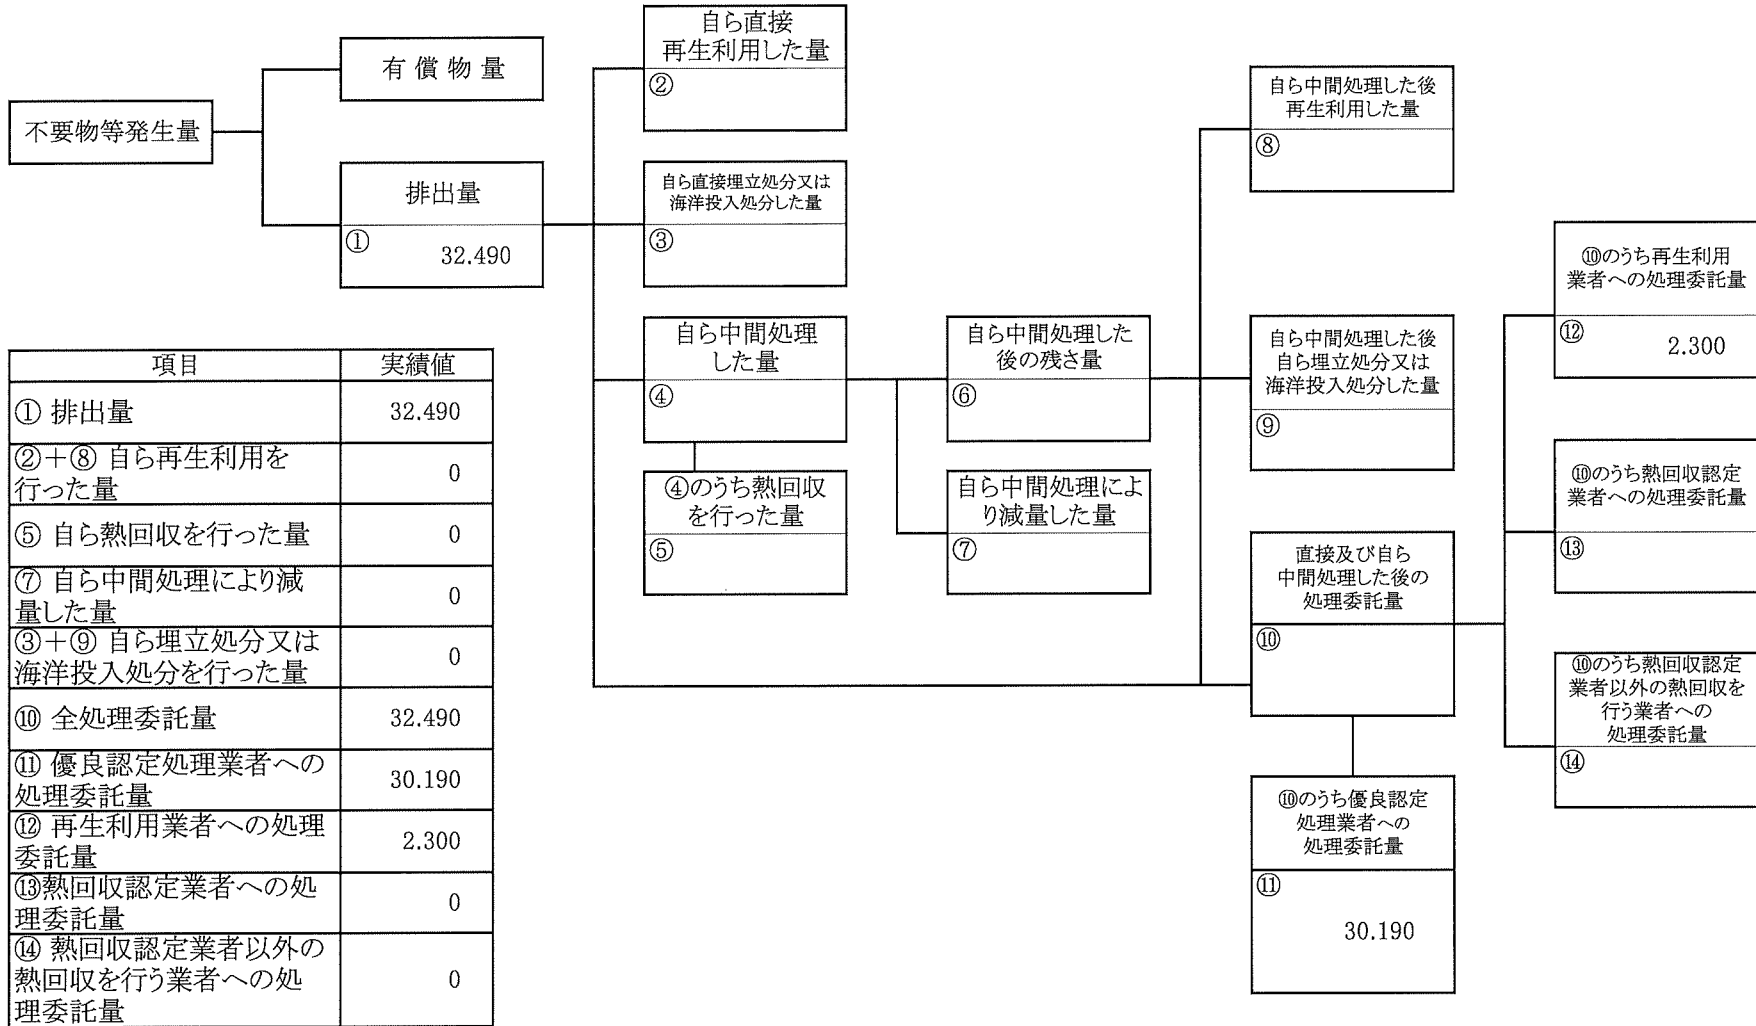 不要物等発生量
有償物量
排出量
①
32.490
自ら直接
再生利用した量
②
自ら直接埋立処分又は
海洋投入処分した量
③
自ら中間処理
した量
④
④のうち熱回収
を行った量
⑤
自ら中間処理した
後の残さ量
⑥
自ら中間処理によ
り減量した量
⑦
自ら中間処理した後
再生利用した量
⑧
自ら中間処理した後
自ら埋立処分又は
海洋投入処分した量
⑨
直接及び自ら
中間処理した後の
処理委託量
⑩
⑩のうち優良認定
処理業者への
処理委託量
⑪
30.190
⑩のうち再生利用
業者への処理委託量
⑫
2.300
⑩のうち熱回収認定
業者への処理委託量
⑬
⑩のうち熱回収認定
業者以外の熱回収を
行う業者への
処理委託量
⑭
項目 実績値
① 排出量 32.490
②+⑧ 自ら再生利用を
行った量 0
⑤ 自ら熱回収を行った量 0
⑦ 自ら中間処理により減
量した量 0
③+⑨ 自ら埋立処分又は
海洋投入処分を行った量 0
⑩ 全処理委託量 32.490
⑪ 優良認定処理業者への
処理委託量 30.190
⑫ 再生利用業者への処理
委託量 2.300
⑬熱回収認定業者への処
理委託量 0
⑭ 熱回収認定業者以外の
熱回収を行う業者への処
理委託量 0